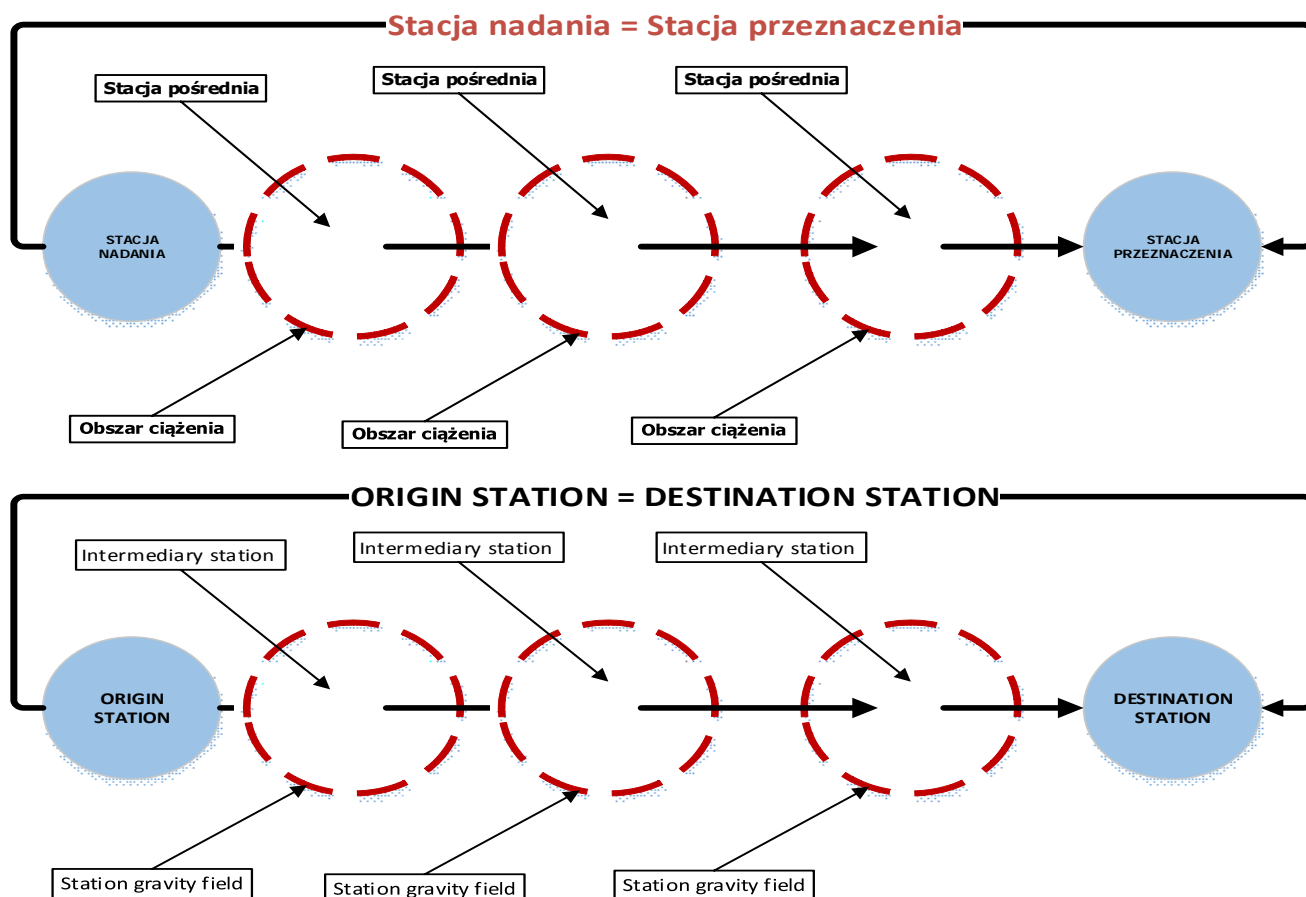 Stacja nadania = Stacja przeznaczenia
Stacja pośrednia
Stacja pośrednia
Stacja pośrednia
STACJA
NADANIA
STACJA
PRZEZNACZENIA
Obszar ciążenia
Obszar ciążenia
Obszar ciążenia
ORIGIN STATION = DESTINATION STATION
Intermediary station
Intermediary station
Intermediary station
ORIGIN
STATION
DESTINATION
STATION
Station gravity field
Station gravity field
Station gravity field